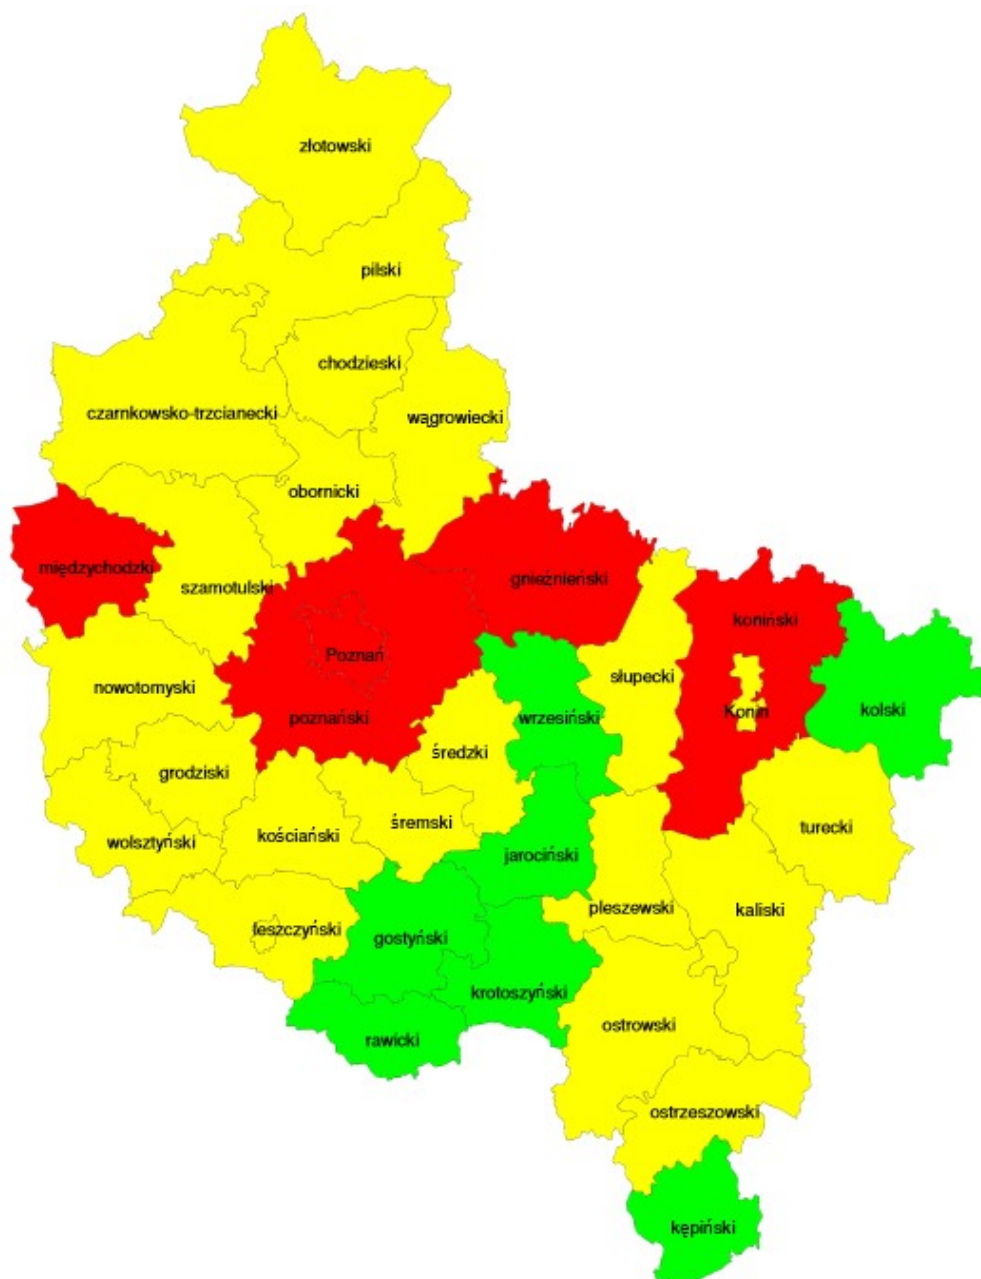 złotowski
pilski
chodzieski
czarnkowsko-trzcianecki
wągrowiecki
obornicki
międzychodzki
szamotulski
gnieźnieński
koniński
Poznań
słupecki
nowotomyski
poznański
wrzesiński
Konin
kolski
średzki
grodziski
śremski
turecki
wolsztyński
kościański
jarociński
pleszewski
kaliski
leszczyński
gostyński
krotoszyński
ostrowski
rawicki
ostrzeszowski
kępiński